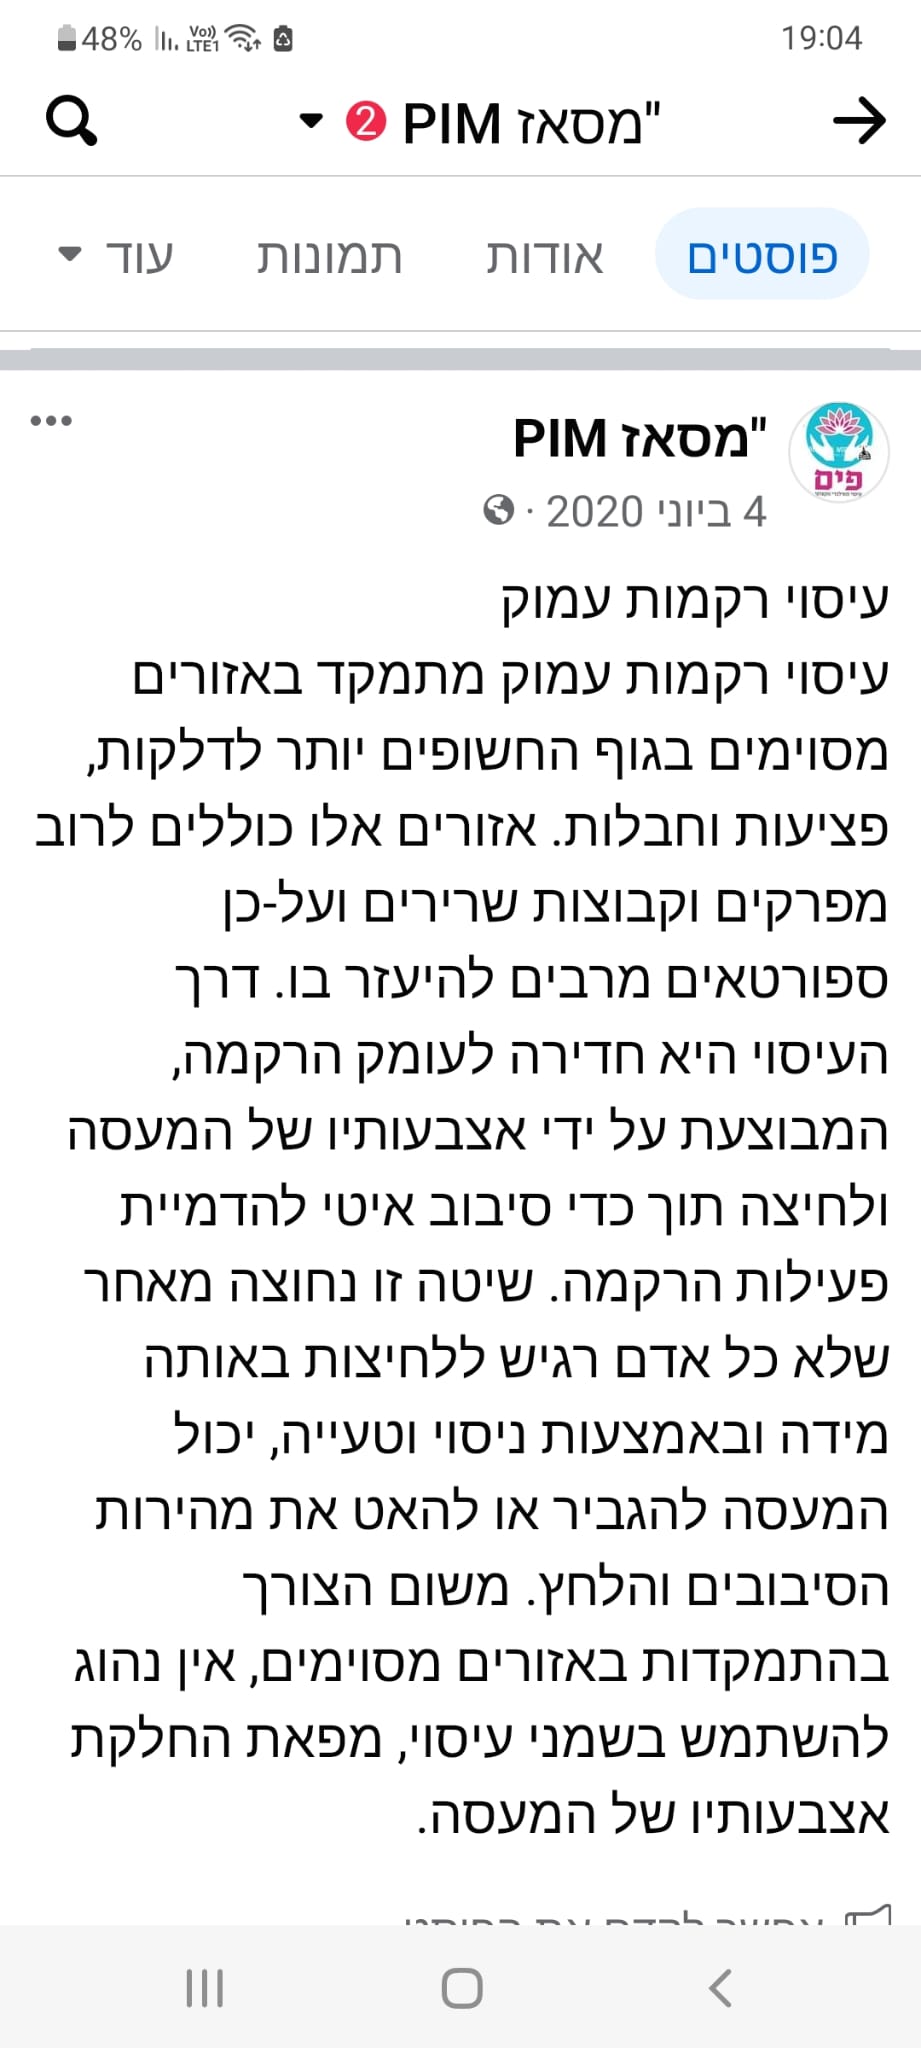 48% Vo)) LTE1 19:04
"מסאז PIM 2
פוסטים אודות תמונות עוד
"מסאז PIM
פים
4 ביוני 2020 ·
עיסוי רקמות עמוק
עיסוי רקמות עמוק מתמקד באזורים
מסוימים בגוף החשופים יותר לדלקות,
פציעות וחבלות. אזורים אלו כוללים לרוב
מפרקים וקבוצות שרירים ועל-כן
ספורטאים מרבים להיעזר בו. דרך
העיסוי היא חדירה לעומק הרקמה,
המבוצעת על ידי אצבעותיו של המעסה
ולחיצה תוך כדי סיבוב איטי להדמיית
פעילות הרקמה. שיטה זו נחוצה מאחר
שלא כל אדם רגיש ללחיצות באותה
מידה ובאמצעות ניסוי וטעייה, יכול
המעסה להגביר או להאט את מהירות
הסיבובים והלחץ. משום הצורך
בהתמקדות באזורים מסוימים, אין נהוג
להשתמש בשמני עיסוי, מפאת החלקת
אצבעותיו של המעסה.